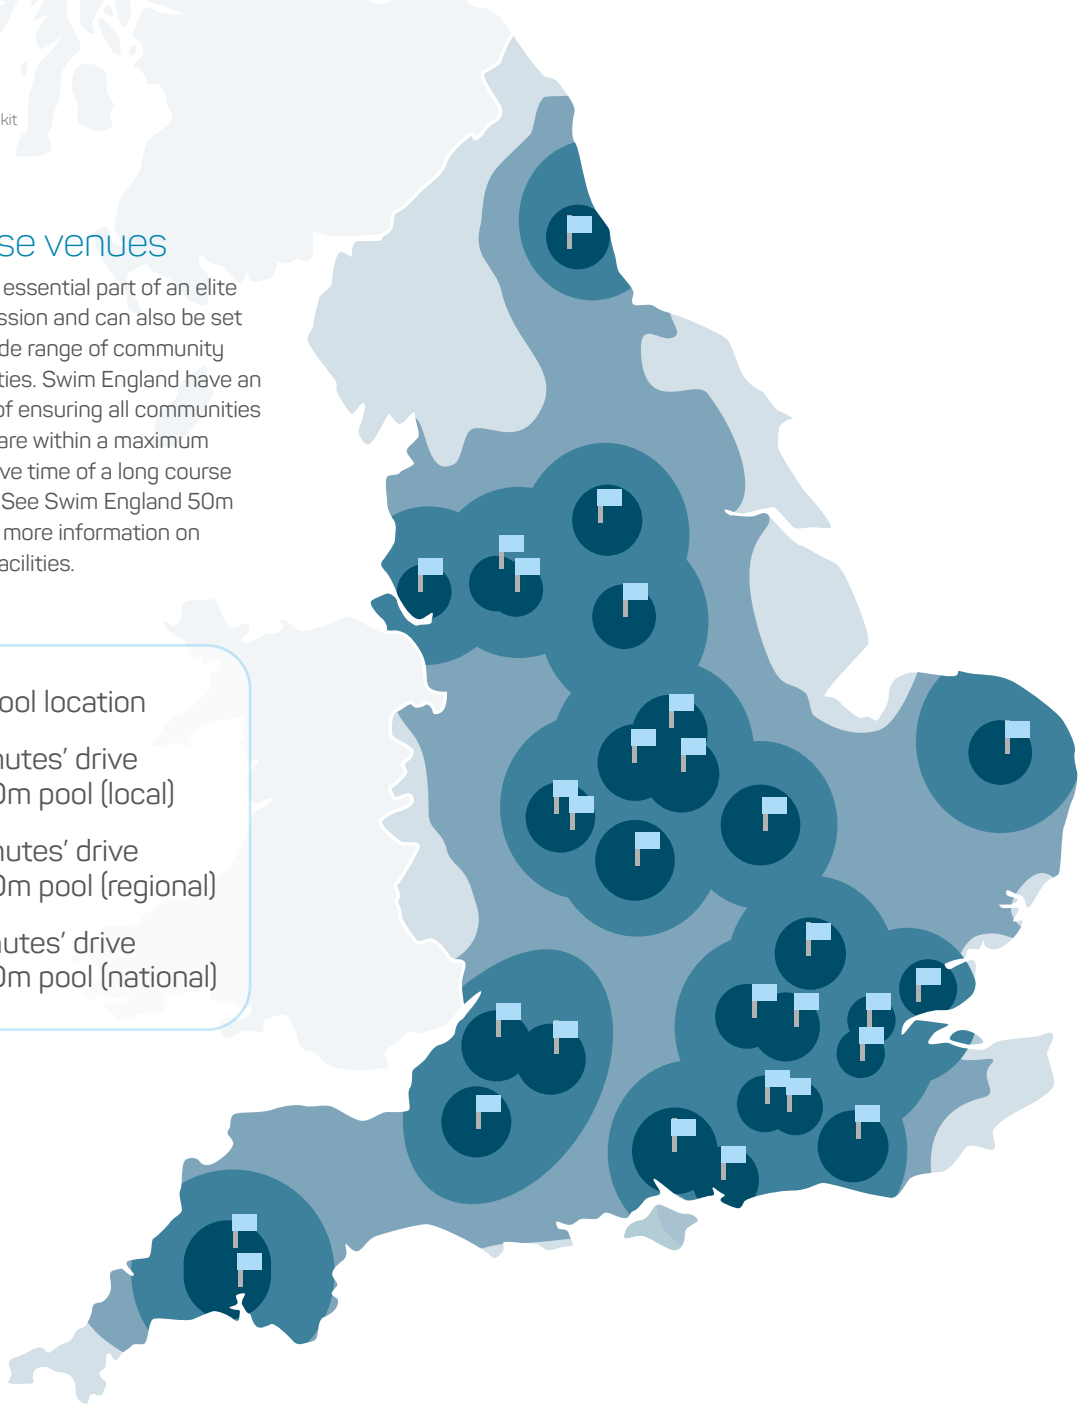 kit
se venues
essential part of an elite
ssion and can also be set
de range of community
ties. Swim England have an
of ensuring all communities
are within a maximum
ve time of a long course
See Swim England 50m
more information on
acilities.
ool location
nutes’ drive
0m pool (local)
nutes’ drive
0m pool (regional)
nutes’ drive
0m pool (national)